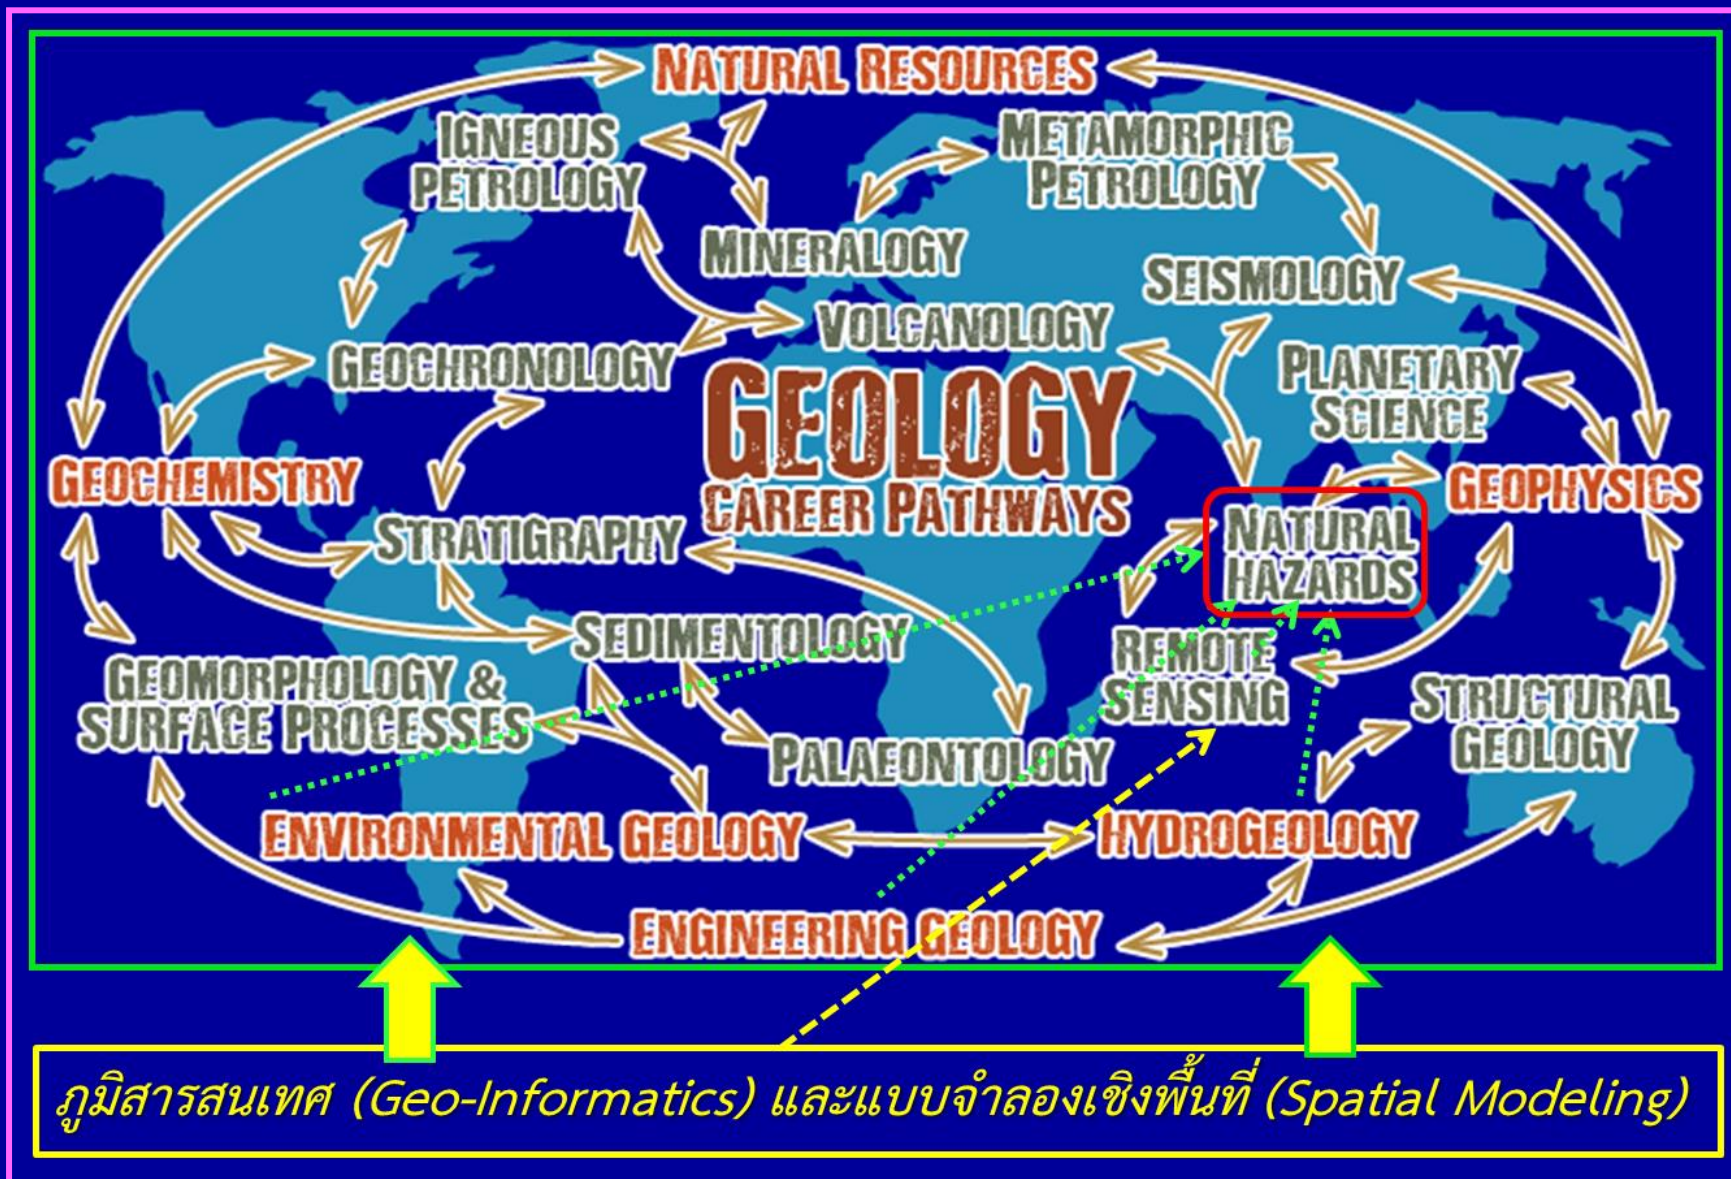 NATURAL RESOURCES
IGNEOUS
PETROLOGY
METAMORPHIC
PETROLOGY
MINERALOGY
SEISMOLOGY
VOLCANOLOGY
GEOCHRONOLOGY
PLANETARY
SCIENCE
GEOLOGY
CAREER PATHWAYS
GEOCHEMISTRY
GEOPHYSICS
STRATIGRAPHY
NATURAL
HAZARDS
SEDIMENTOLOGY
REMOTE
SENSING
GEOMORPHOLOGY &
SURFACE PROCESSES
STRUCTURAL
GEOLOGY
PALAEONTOLOGY
ENVIRONMENTAL GEOLOGY
HYDROGEOLOGY
ENGINEERING GEOLOGY
ภูมิสารสนเทศ (Geo-Informatics) และแบบจำลองเชิงพื้นที่ (Spatial Modeling)